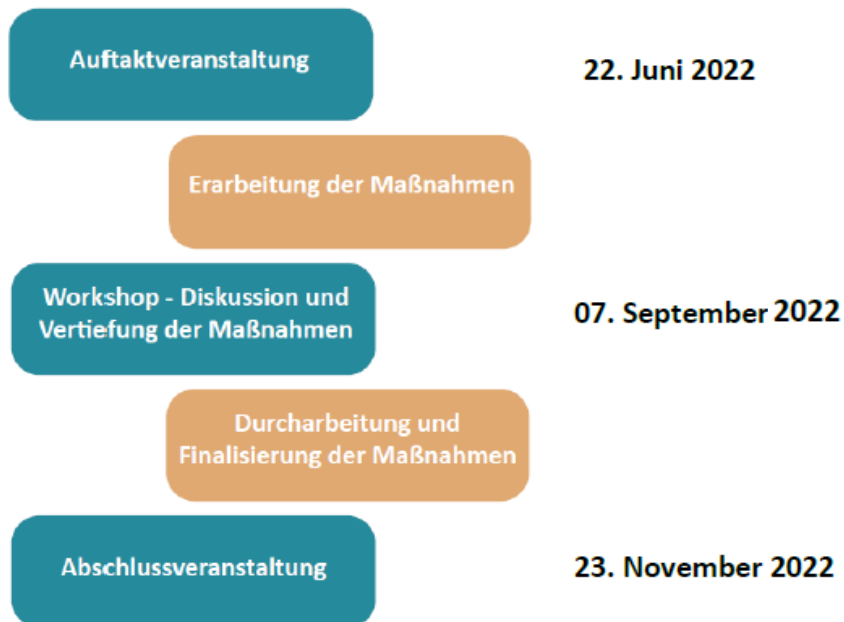 Auftaktveranstaltung
22. Juni 2022
Erarbeitung der Maßnahmen
Workshop - Diskussion und
Vertiefung der Maßnahmen
07. September 2022
Durcharbeitung und
Finalisierung der Maßnahmen
Abschlussveranstaltung
23. November 2022